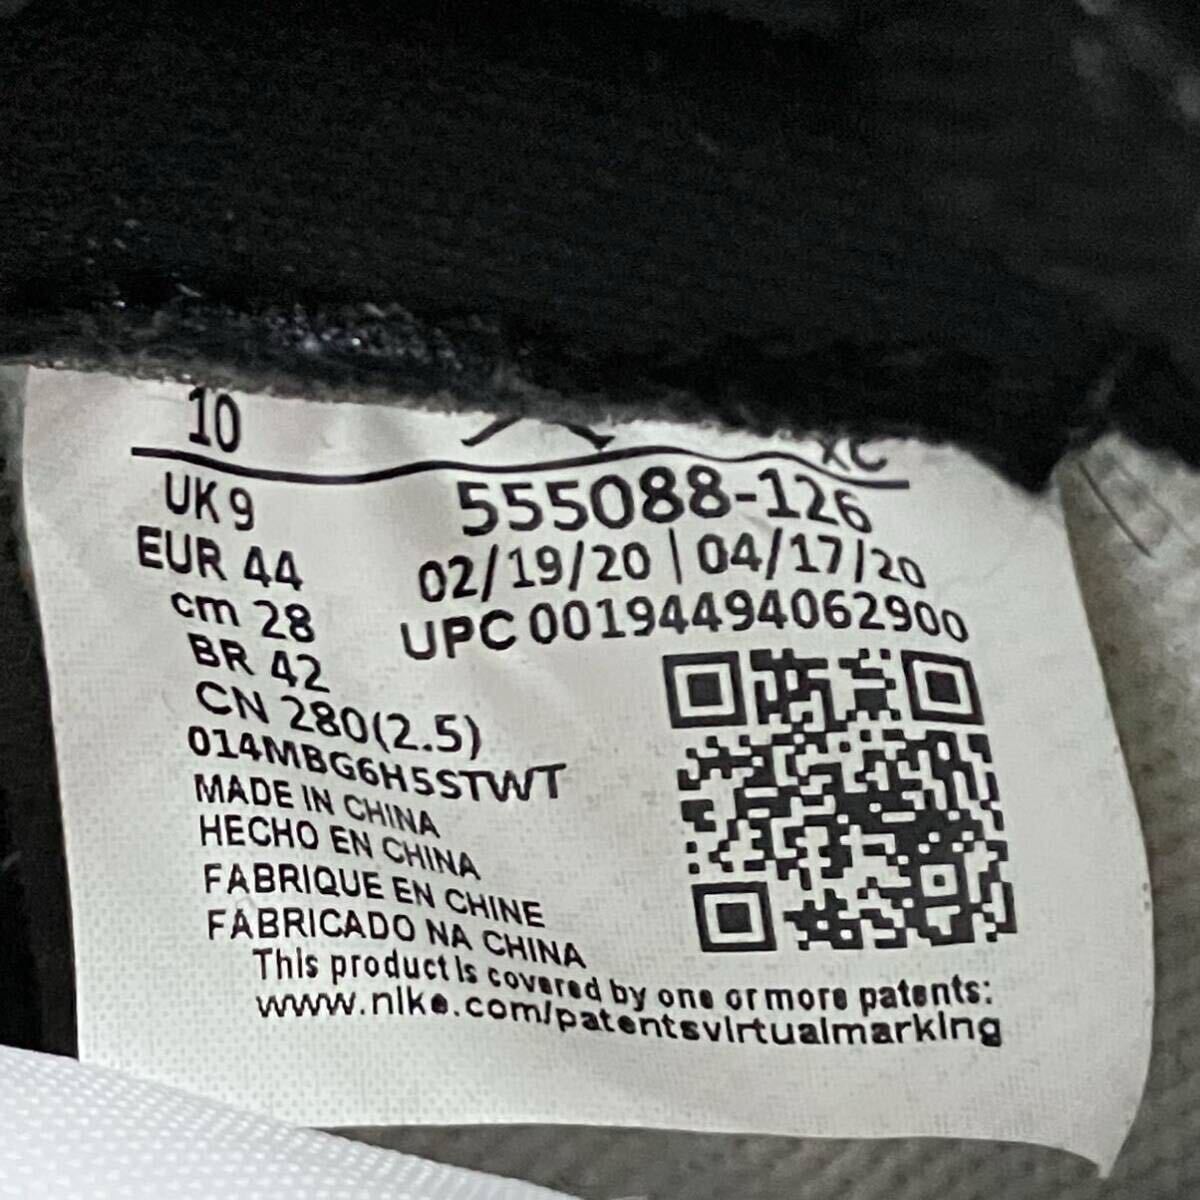 10 XC
UK 9 555088-126
EUR 44 02/19/20 | 04/17/20
cm 28 UPC 00194494062900
BR 42
CN 280(2.5)
014MBG6H5STWT
MADE IN CHINA
HECHO EN CHINA
FABRIQUE EN CHINE
FABRICADO NA CHINA
This product is covered by one or more patents:
www.nike.com/patentsvirtualmarking